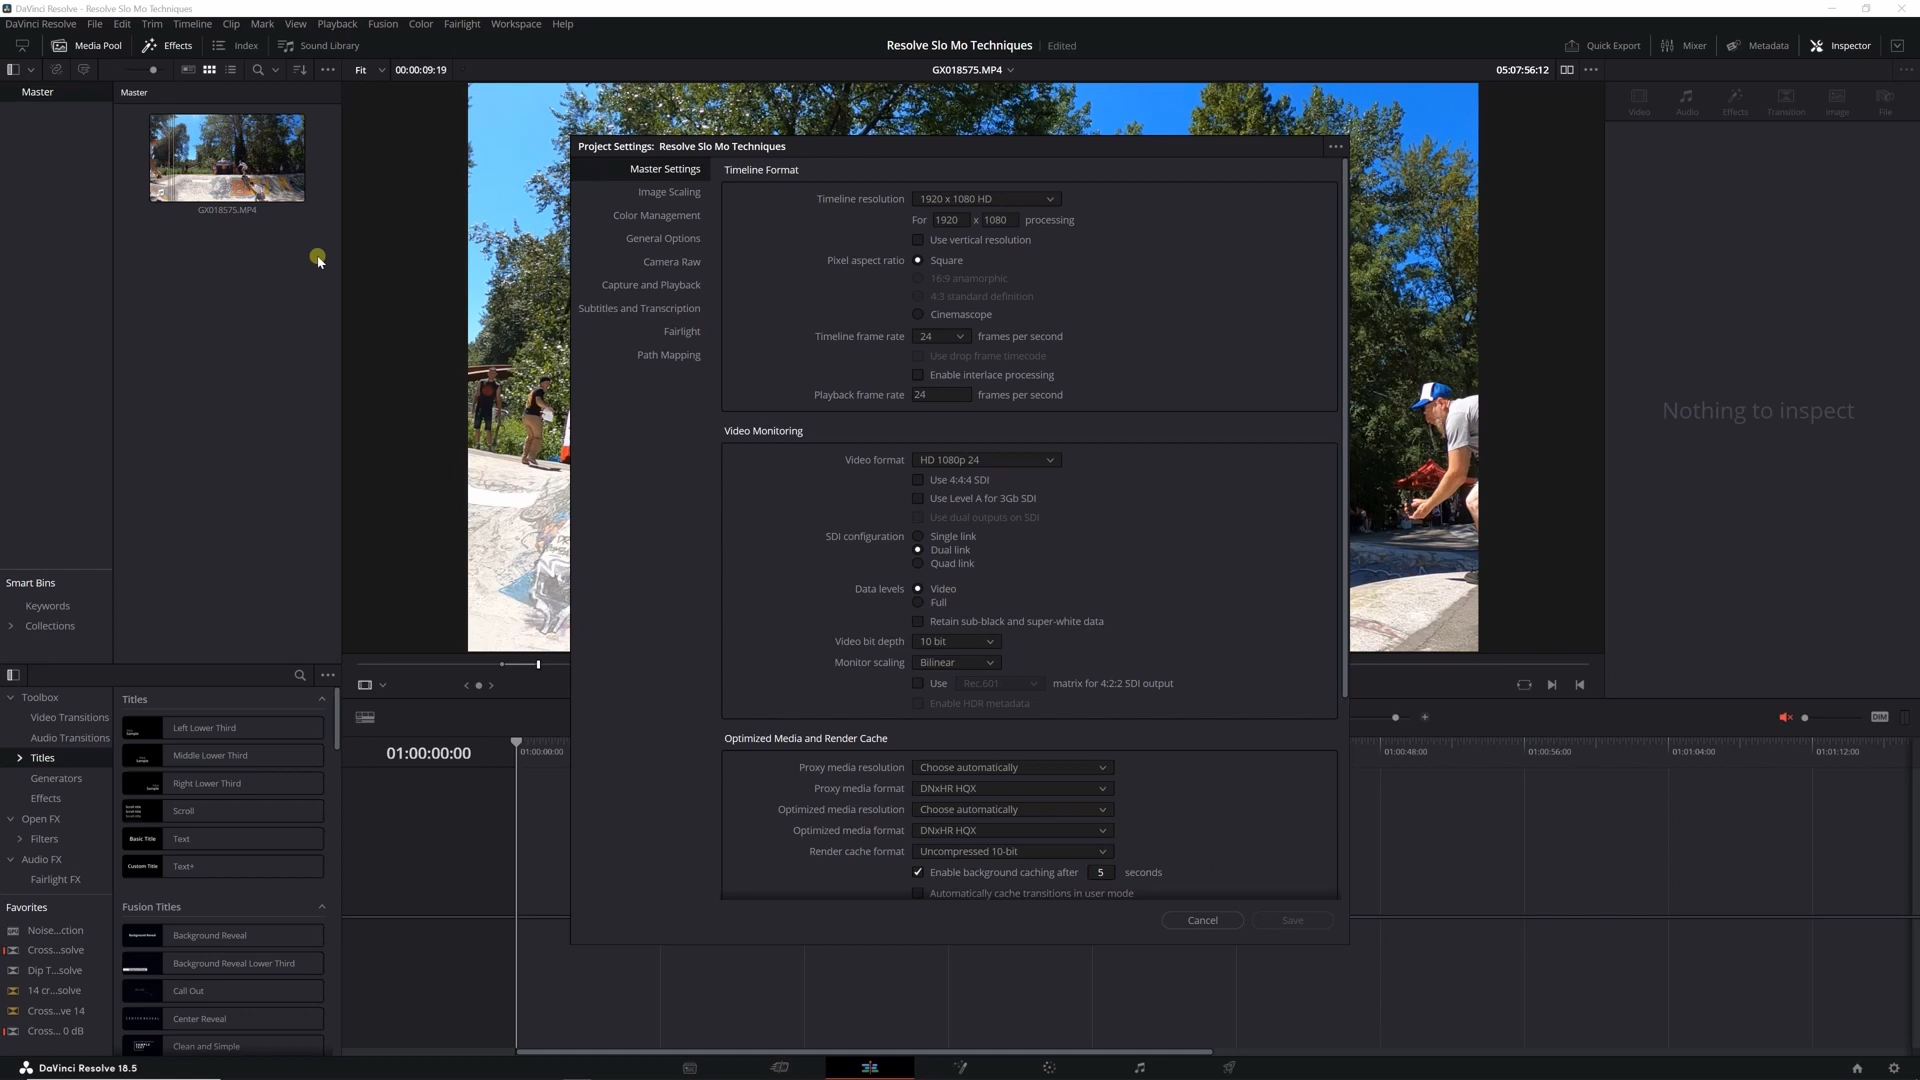 DaVinci Resolve - Resolve Slo Mo Techniques
DaVinci Resolve File Edit Trim Timeline Clip Mark View Playback Fusion Color Fairlight Workspace Help
Media Pool Effects Index Sound Library
Resolve Slo Mo Techniques Edited
Quick Export Mixer Metadata Inspector
Fit 00:00:09:19
GX018575.MP4
05:07:56:12
Master
Master
GX018575.MP4
Video Audio Effects Transition Image File
Nothing to inspect
Project Settings: Resolve Slo Mo Techniques
Master Settings
Image Scaling
Color Management
General Options
Camera Raw
Capture and Playback
Subtitles and Transcription
Fairlight
Path Mapping
Timeline Format
Timeline resolution 1920 x 1080 HD
For 1920 x 1080 processing
Use vertical resolution
Pixel aspect ratio Square
16:9 anamorphic
4:3 standard definition
Cinemascope
Timeline frame rate 24 frames per second
Use drop frame timecode
Enable interlace processing
Playback frame rate 24 frames per second
Video Monitoring
Video format HD 1080p 24
Use 4:4:4 SDI
Use Level A for 3Gb SDI
Use dual outputs on SDI
SDI configuration Single link
Dual link
Quad link
Data levels Video
Full
Retain sub-black and super-white data
Video bit depth 10 bit
Monitor scaling Bilinear
Use Rec.601 matrix for 4:2:2 SDI output
Enable HDR metadata
Optimized Media and Render Cache
Proxy media resolution Choose automatically
Proxy media format DNxHR HQX
Optimized media resolution Choose automatically
Optimized media format DNxHR HQX
Render cache format Uncompressed 10-bit
Enable background caching after 5 seconds
Automatically cache transitions in user mode
Cancel Save
Smart Bins
Keywords
Collections
Toolbox
Video Transitions
Audio Transitions
Titles
Generators
Effects
Open FX
Filters
Audio FX
Fairlight FX
Favorites
Noise...ction
Cross...solve
Dip T...solve
14 cr...solve
Cross...ve 14
Cross... 0 dB
Titles
Left Lower Third
Middle Lower Third
Right Lower Third
Scroll
Basic Title Text
Custom Title Text+
Fusion Titles
Background Reveal
Background Reveal Lower Third
Call Out
Center Reveal
Clean and Simple
DIM
01:00:00:00
01:00:00:00 01:00:48:00 01:00:56:00 01:01:04:00 01:01:12:00
DaVinci Resolve 18.5